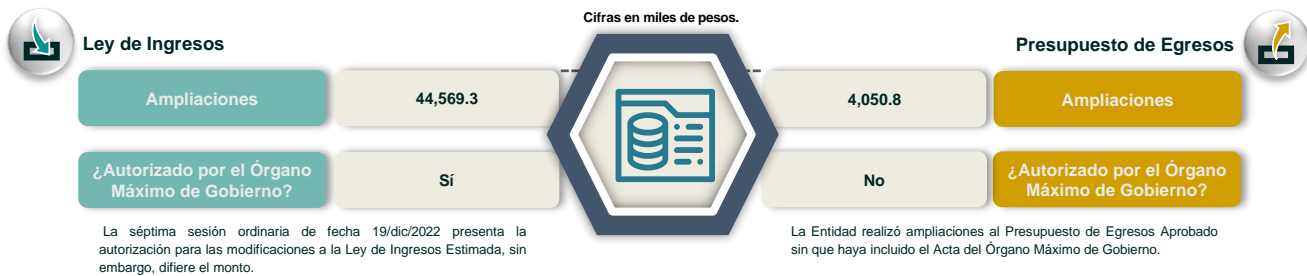 Cifras en miles de pesos.
Ley de Ingresos
Presupuesto de Egresos
Ampliaciones
44,569.3
4,050.8
Ampliaciones
¿Autorizado por el Órgano
Máximo de Gobierno?
Sí
No
¿Autorizado por el Órgano
Máximo de Gobierno?
La séptima sesión ordinaria de fecha 19/dic/2022 presenta la
autorización para las modificaciones a la Ley de Ingresos Estimada, sin
embargo, difiere el monto.
La Entidad realizó ampliaciones al Presupuesto de Egresos Aprobado
sin que haya incluido el Acta del Órgano Máximo de Gobierno.